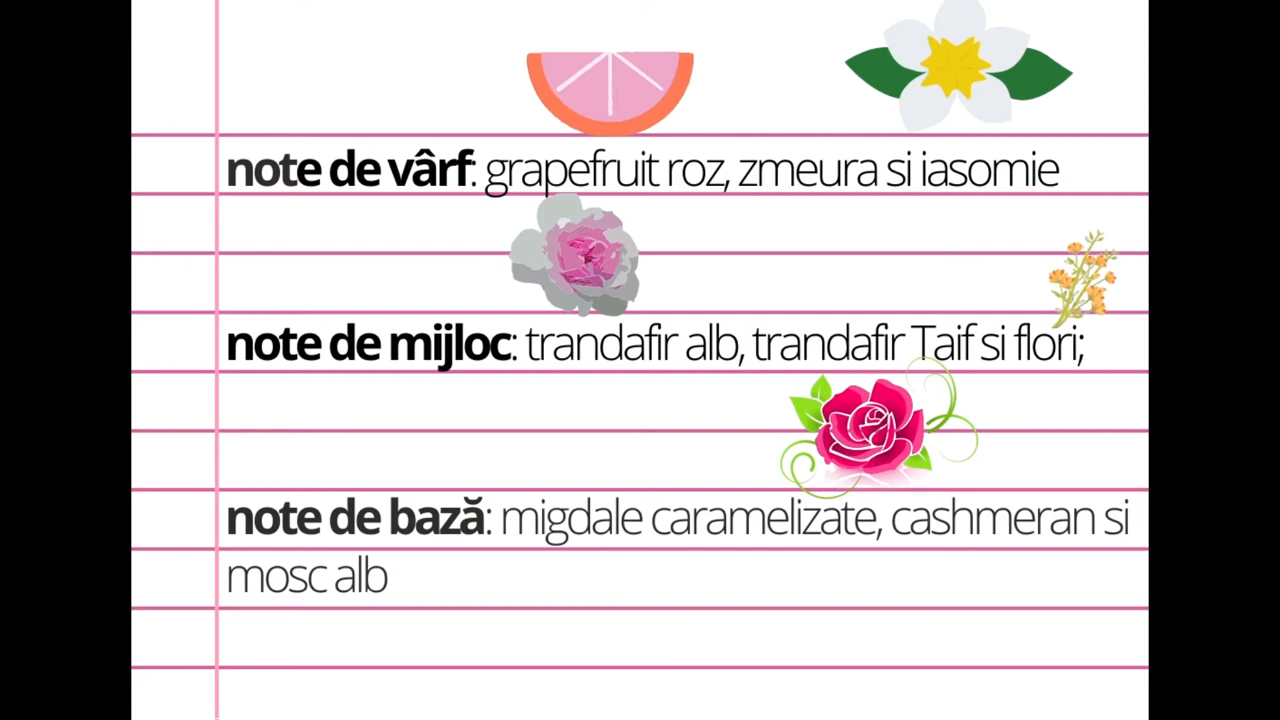 note de vârf: grapefruit roz, zmeura si iasomie
note de mijloc: trandafir alb, trandafir Taif si flori;
note de bază: migdale caramelizate, cashmeran si
mosc alb